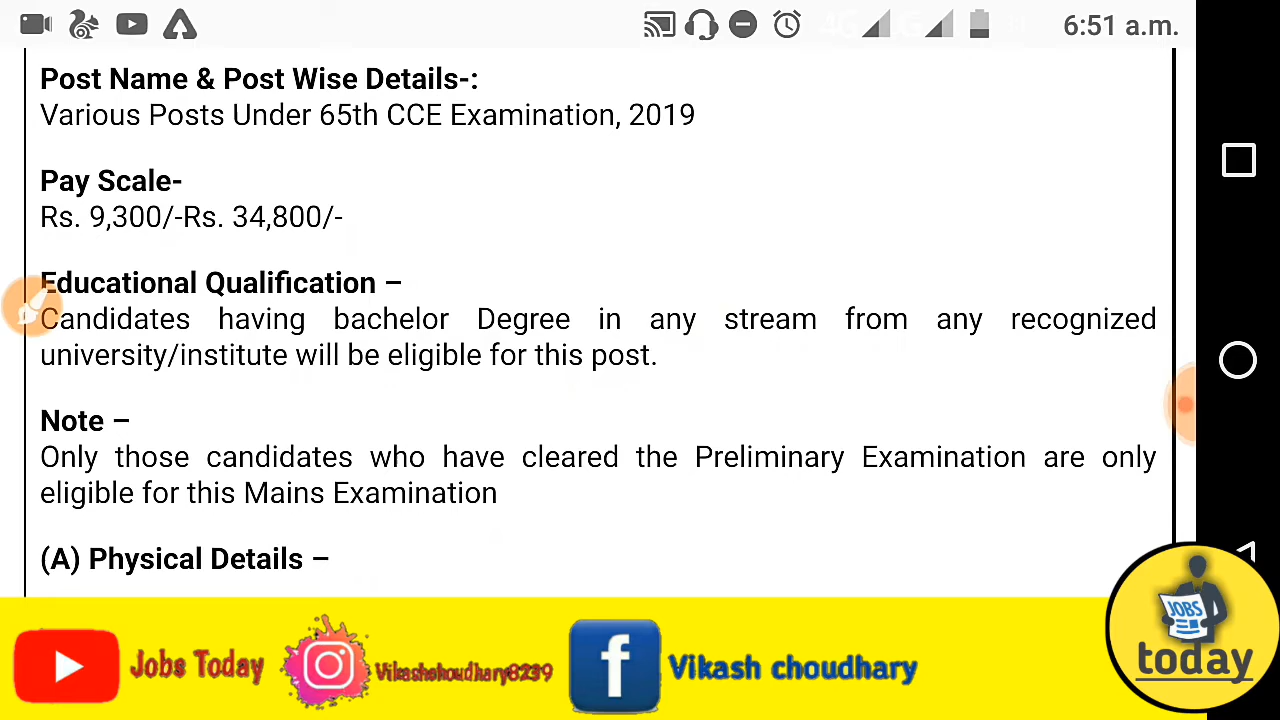 6:51 a.m.
Post Name & Post Wise Details-:
Various Posts Under 65th CCE Examination, 2019
Pay Scale-
Rs. 9,300/-Rs. 34,800/-
Educational Qualification –
Candidates having bachelor Degree in any stream from any recognized
university/institute will be eligible for this post.
Note –
Only those candidates who have cleared the Preliminary Examination are only
eligible for this Mains Examination
(A) Physical Details –
JOBS
today
Jobs Today
Vikashchoudhary8239
Vikash choudhary